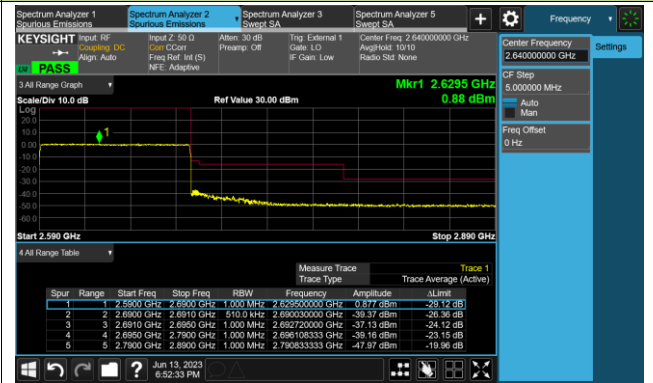 Spectrum Analyzer 1
Spurious Emissions
Spectrum Analyzer 2
Spurious Emissions
Spectrum Analyzer 3
Swept SA
Spectrum Analyzer 5
Swept SA
+
Frequency
KEYSIGHT
PASS
Input: RF
Coupling: DC
Align: Auto
Input Z: 50 Ω
Corr CCorr
Freq Ref: Int (S)
NFE: Adaptive
Atten: 30 dB
Preamp: Off
Trig: External 1
Gate: LO
IF Gain: Low
Center Freq: 2.640000000 GHz
Avg|Hold: 10/10
Radio Std: None
Center Frequency
2.640000000 GHz
Settings
CF Step
5.000000 MHz
Auto
Man
Freq Offset
0 Hz
3 All Range Graph
Mkr1 2.6295 GHz
0.88 dBm
Scale/Div 10.0 dB
Ref Value 30.00 dBm
Log
20.0
10.0
0.00
-10.0
-20.0
-30.0
-40.0
-50.0
-60.0
1
Start 2.590 GHz
Stop 2.890 GHz
4 All Range Table
Measure Trace Trace 1
Trace Type Trace Average (Active)
Spur Range Start Freq Stop Freq RBW Frequency Amplitude ΔLimit
1 1 2.5900 GHz 2.6900 GHz 1.000 MHz 2.629500000 GHz 0.877 dBm -29.12 dB
2 2 2.6900 GHz 2.6910 GHz 510.0 kHz 2.690030000 GHz -39.37 dBm -26.36 dB
3 3 2.6910 GHz 2.6950 GHz 1.000 MHz 2.692720000 GHz -37.13 dBm -24.12 dB
4 4 2.6950 GHz 2.7900 GHz 1.000 MHz 2.696108333 GHz -39.16 dBm -23.15 dB
5 5 2.7900 GHz 2.8900 GHz 1.000 MHz 2.790833333 GHz -47.97 dBm -19.96 dB
?
Jun 13, 2023
6:52:33 PM